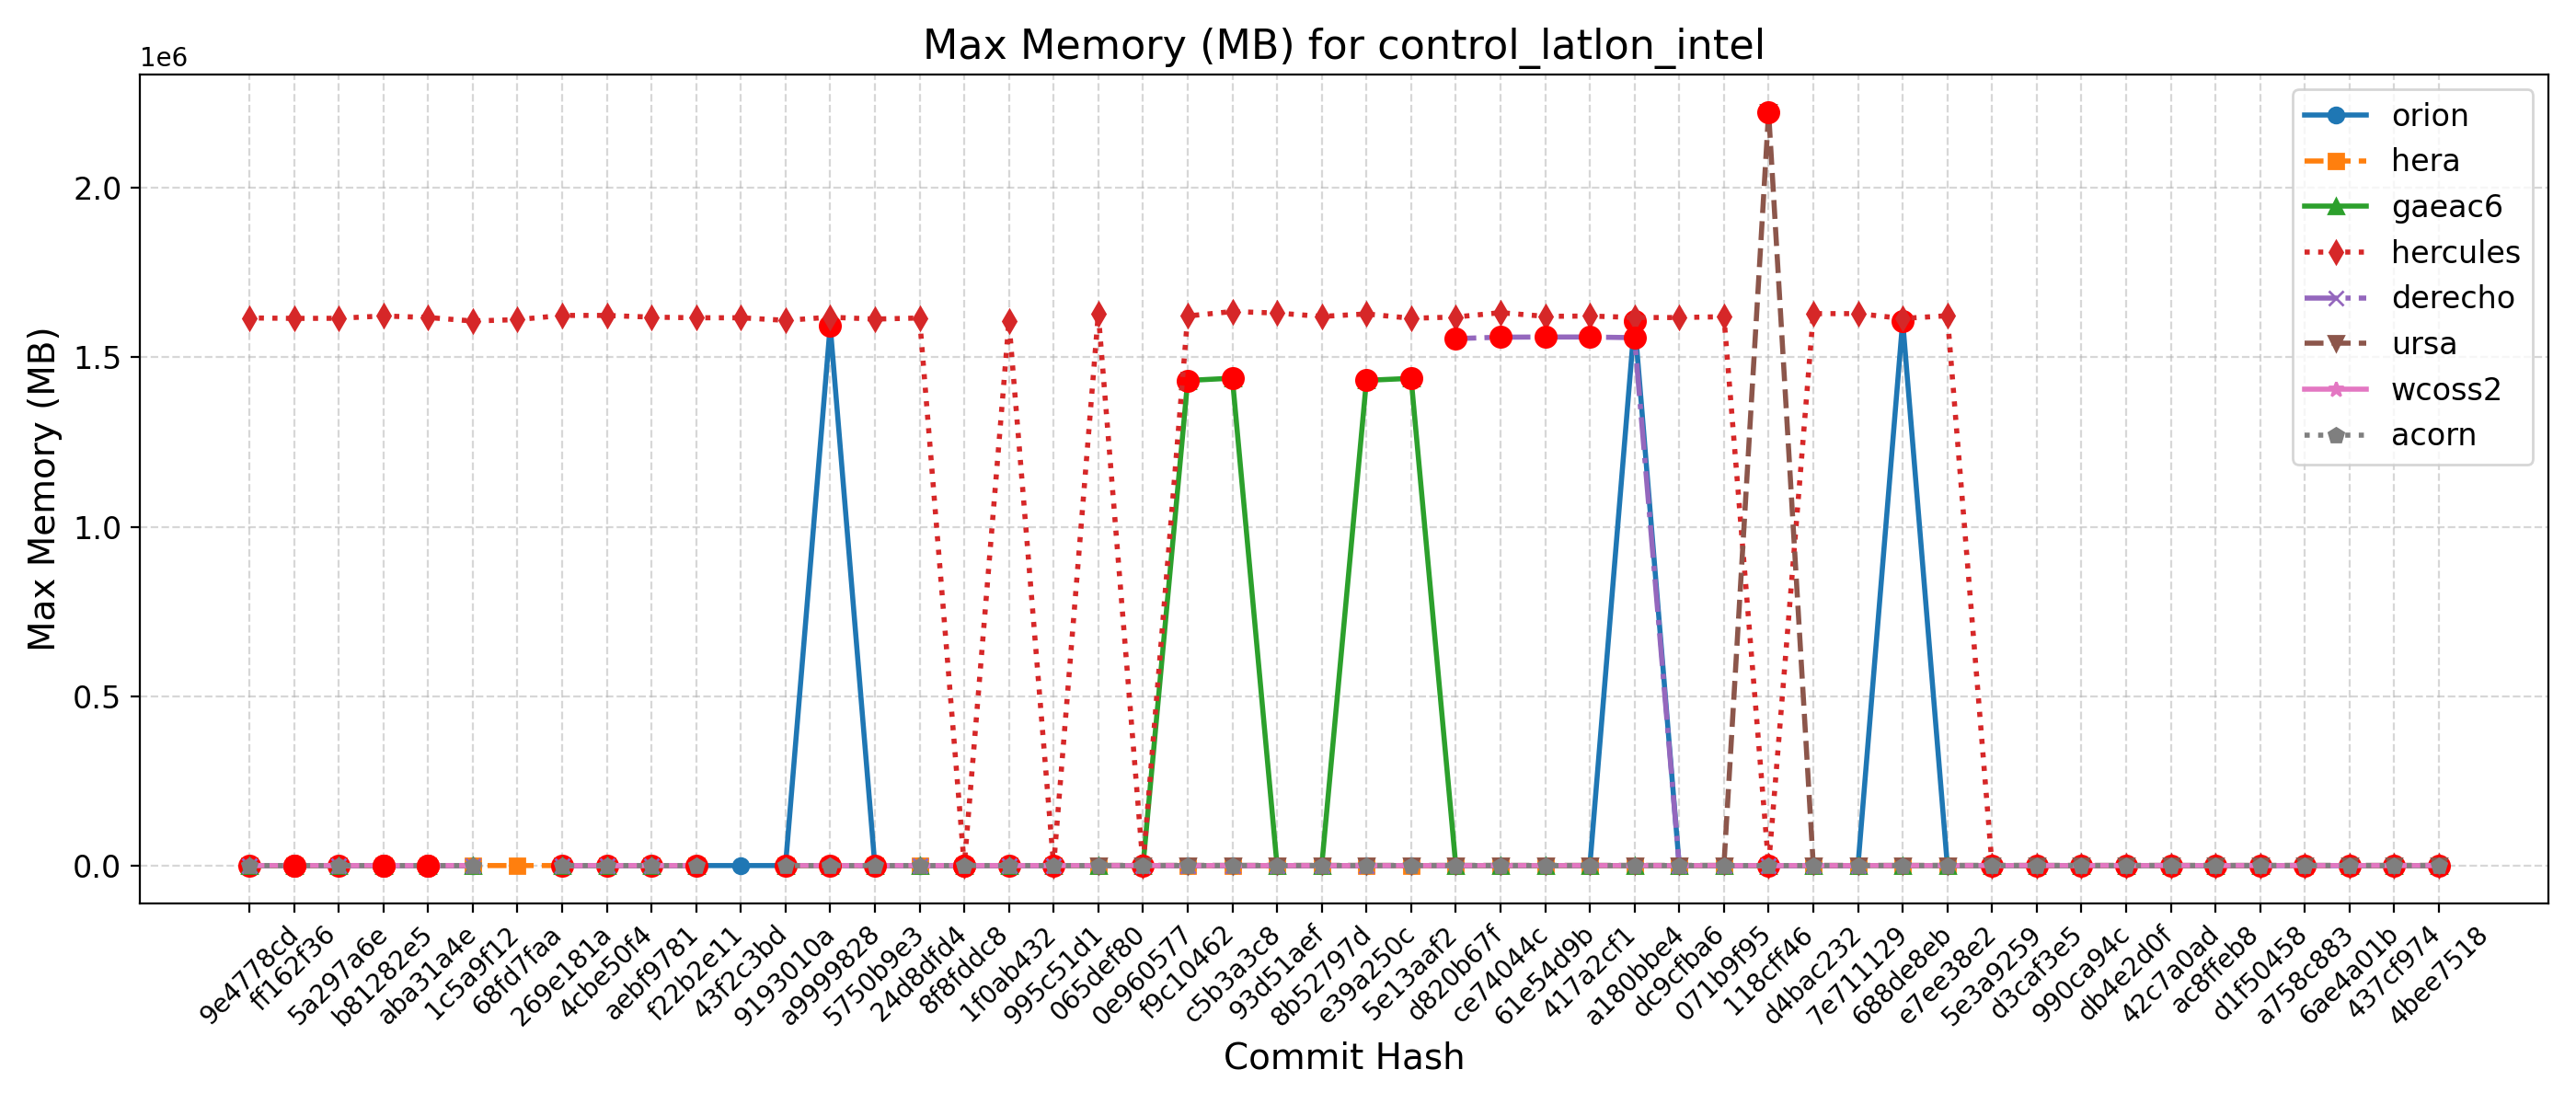 Max Memory (MB) for control_latlon_intel
1e6
Max Memory (MB)
2.0
1.5
1.0
0.5
0.0
orion
hera
gaeac6
hercules
derecho
ursa
wcoss2
acorn
9e4778cd
ff162f36
5a297a6e
b81282e5
aba31a4e
1c5a9f12
68fd7faa
269e181a
4cbe50f4
aebf9781
f22b2e11
43f2c3bd
9193010a
a9999828
5750b9e3
24d8dfd4
8f8fddc8
1f0ab432
995c51d1
065def80
0e960577
f9c10462
c5b3a3c8
93d51aef
8b52797d
e39a250c
5e13aaf2
d820b67f
ce74044c
61e54d9b
417a2cf1
a180bbe4
dc9cfba6
071b9f95
118cff46
d4bac232
7e711129
688de8eb
e7ee38e2
5e3a9259
d3caf3e5
990ca94c
db4e2d0f
42c7a0ad
ac8ffeb8
d1f50458
a758c883
6ae4a01b
437cf974
4bee7518
Commit Hash